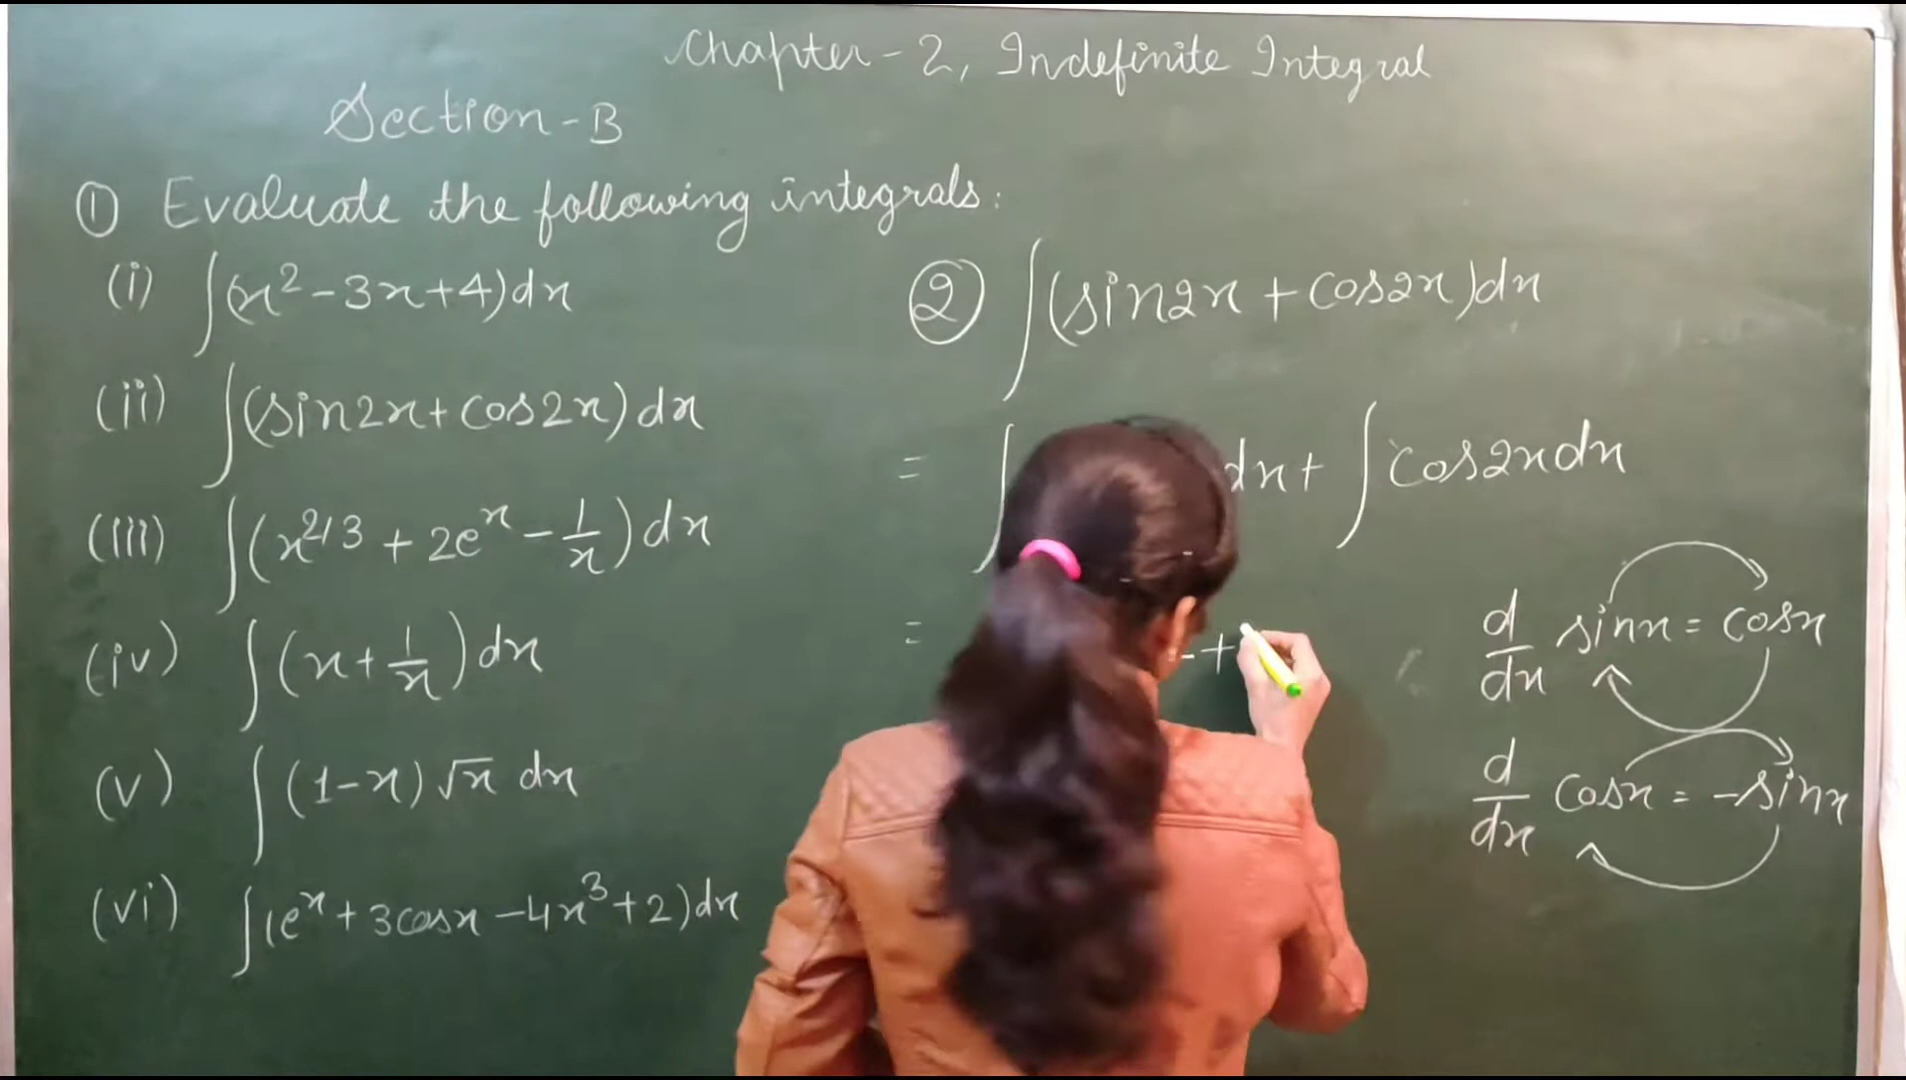 Chapter-2, Indefinite Integral
Section-B
① Evaluate the following integrals:
(i) ∫(x²-3x+4)dx
(ii) ∫(sin2x+cos2x)dx
(iii) ∫(x^2/3 + 2e^x - 1/x)dx
(iv) ∫(x+1/x)dx
(v) ∫(1-x)√x dx
(vi) ∫(e^x+3cosx-4x³+2)dx
② ∫(sin2x+cos2x)dx
= ∫ dx+ ∫cos2xdx
= +
d/dx sinx = cosx
d/dx cosx = -sinx